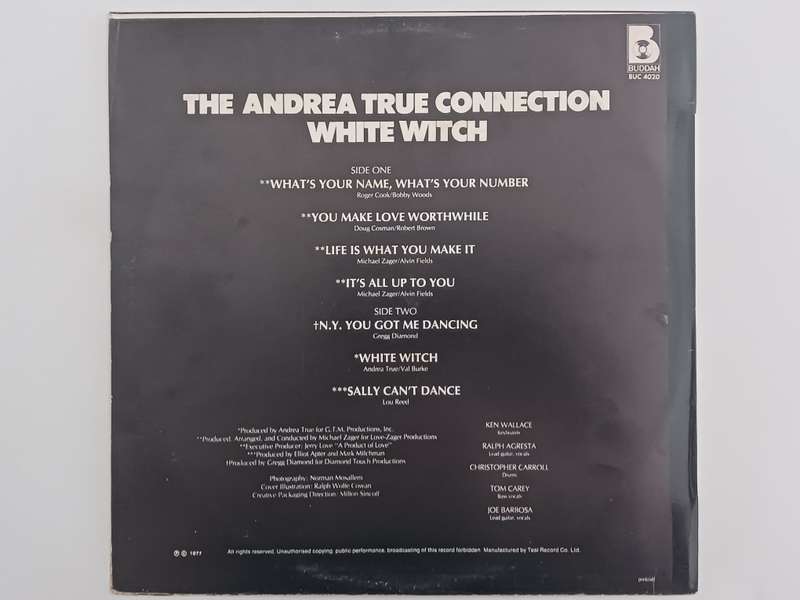 BUDDAH
BUC 4020
THE ANDREA TRUE CONNECTION
WHITE WITCH
SIDE ONE
**WHAT'S YOUR NAME, WHAT'S YOUR NUMBER
Roger Cook/Bobby Woods
**YOU MAKE LOVE WORTHWHILE
Doug Cosman/Robert Brown
**LIFE IS WHAT YOU MAKE IT
Michael Zager/Alvin Fields
**IT'S ALL UP TO YOU
Michael Zager/Alvin Fields
SIDE TWO
†N.Y. YOU GOT ME DANCING
Gregg Diamond
*WHITE WITCH
Andrea True/Val Burke
***SALLY CAN'T DANCE
Lou Reed
*Produced by Andrea True for G.T.M. Productions, Inc.
**Produced, Arranged, and Conducted by Michael Zager for Love-Zager Productions
**Executive Producer: Jerry Love "A Product of Love"
***Produced by Elliot Apter and Mark Milchman
†Produced by Gregg Diamond for Diamond Touch Productions
Photography: Norman Mosallem
Cover Illustration: Ralph Wolfe Cowan
Creative Packaging Direction: Milton Sincoff
KEN WALLACE
Keyboards
RALPH AGRESTA
Lead guitar, vocals
CHRISTOPHER CARROLL
Drums
TOM CAREY
Bass vocals
JOE BARBOSA
Lead guitar, vocals
Ⓟ © 1977 All rights reserved. Unauthorised copying, public performance, broadcasting of this record forbidden. Manufactured by Teal Record Co. Ltd.